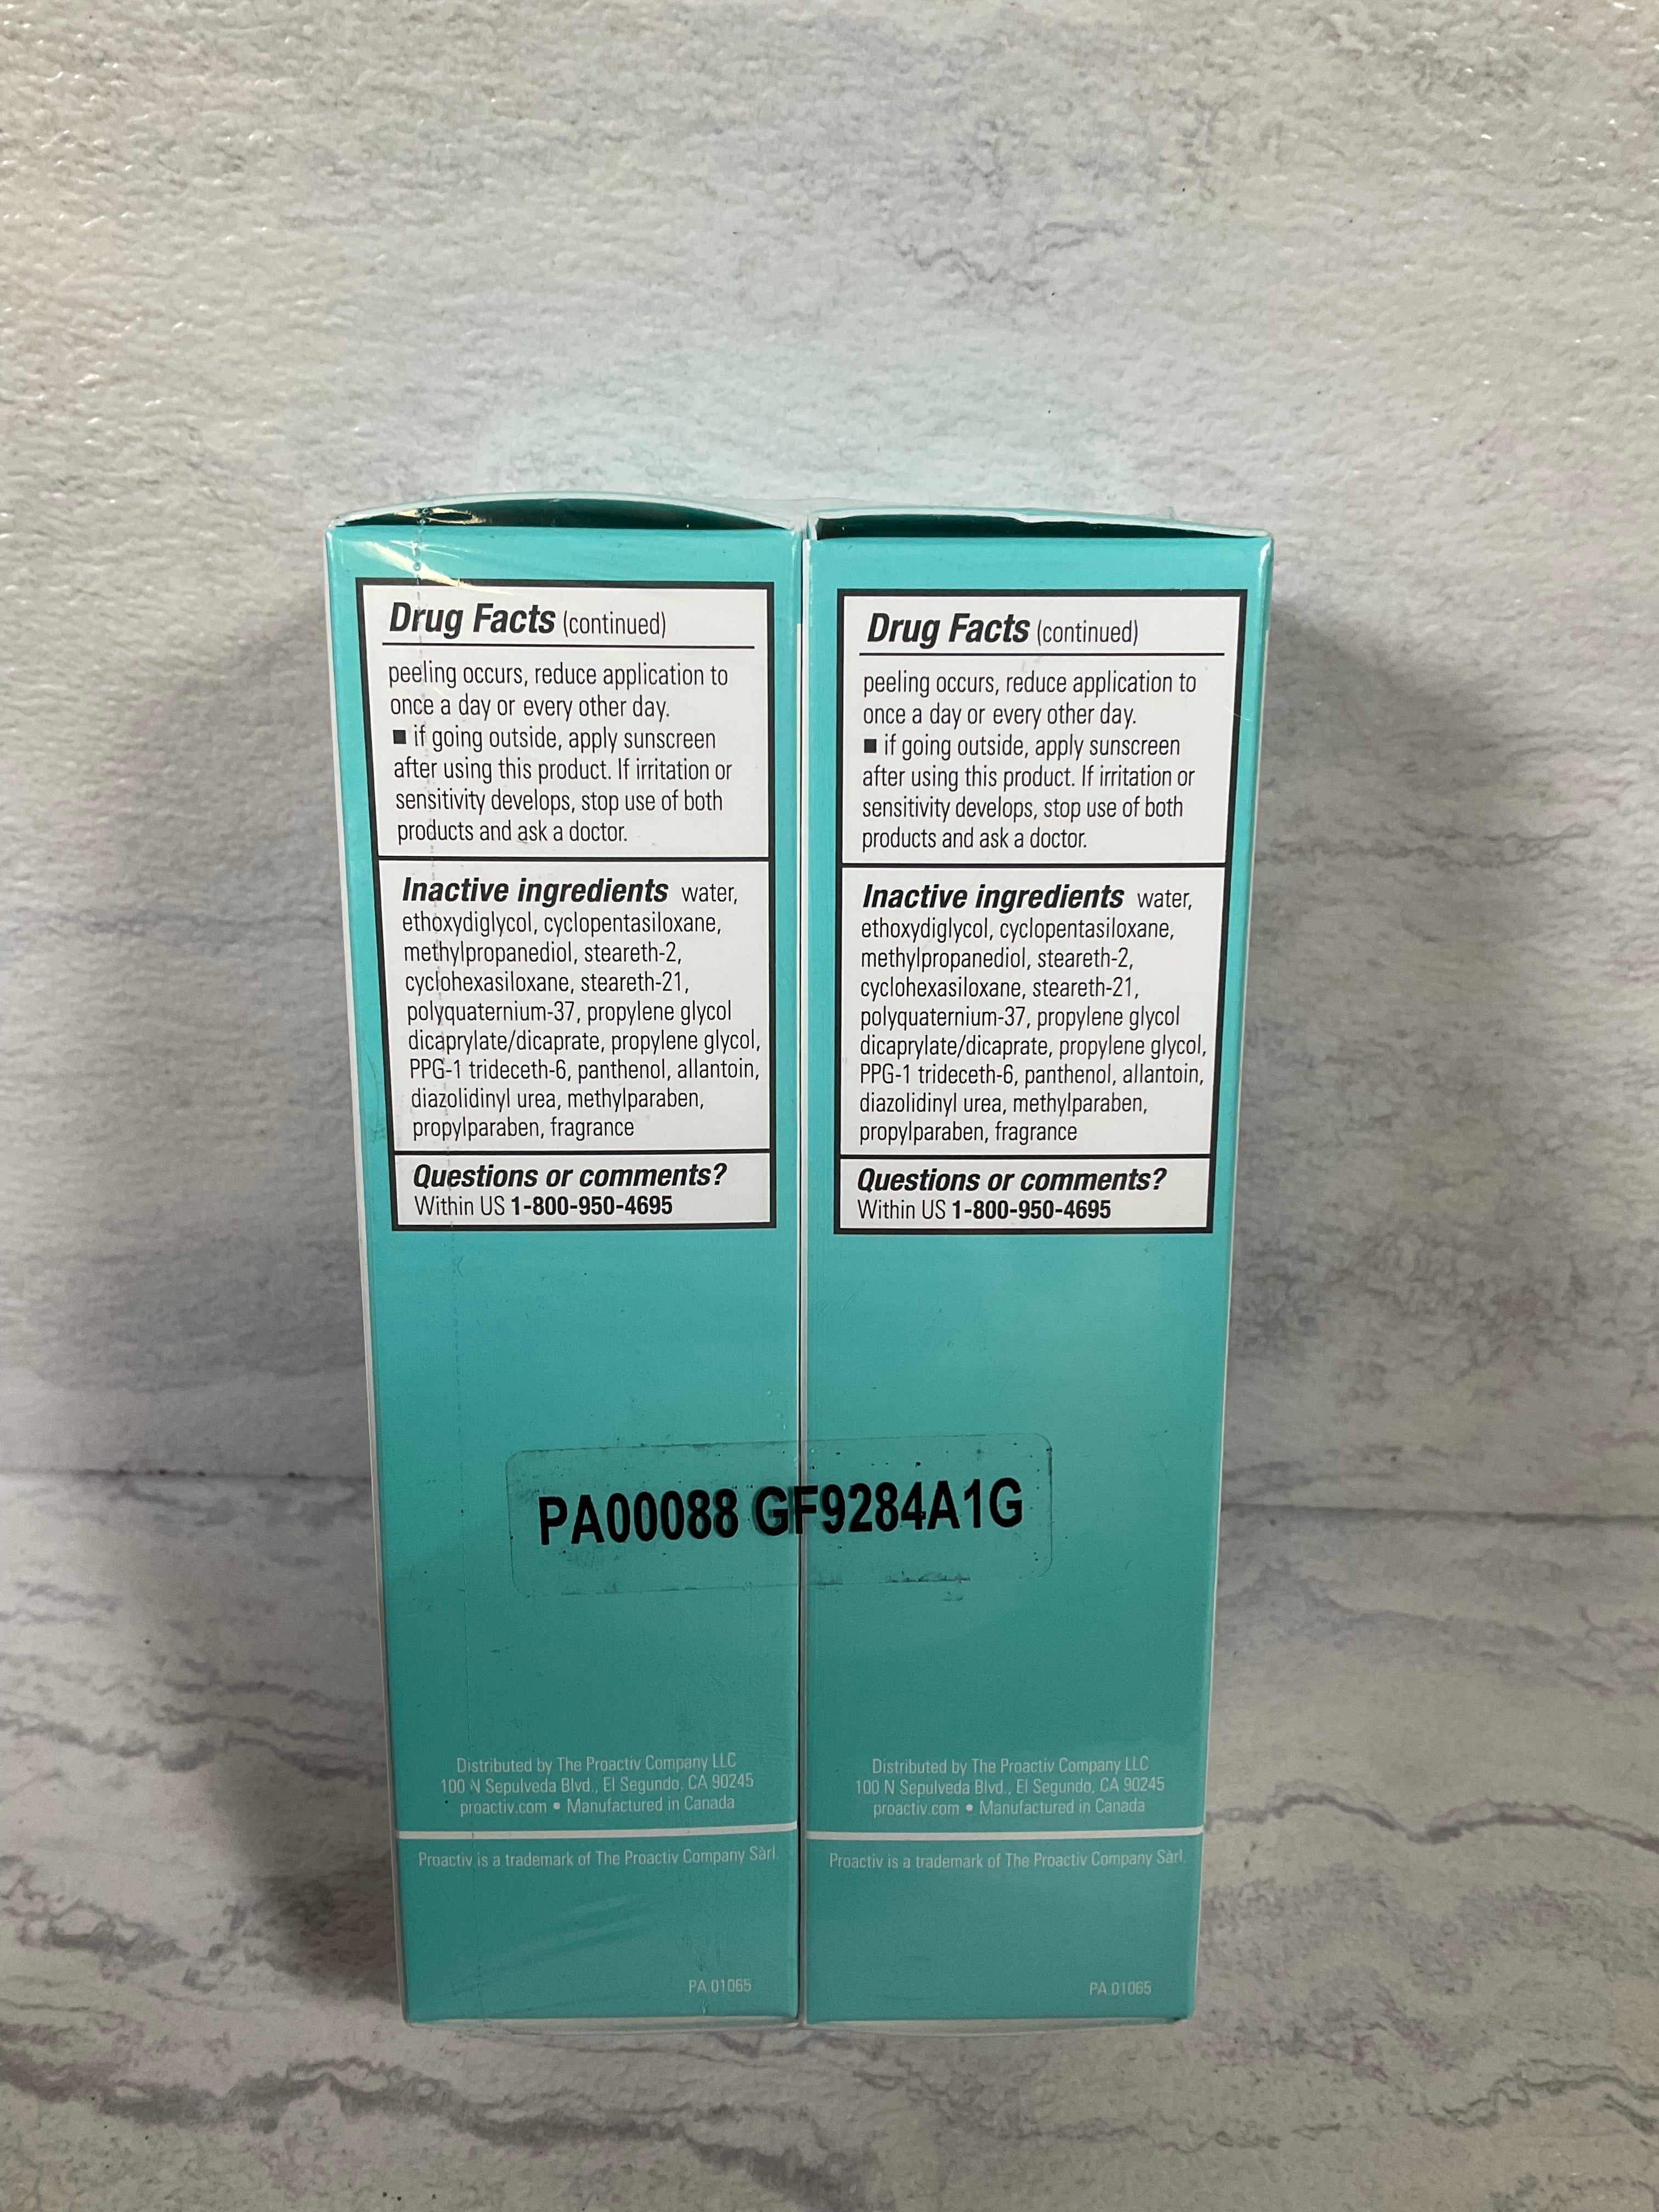 Drug Facts (continued)
peeling occurs, reduce application to
once a day or every other day.
■ if going outside, apply sunscreen
after using this product. If irritation or
sensitivity develops, stop use of both
products and ask a doctor.
Inactive ingredients water,
ethoxydiglycol, cyclopentasiloxane,
methylpropanediol, steareth-2,
cyclohexasiloxane, steareth-21,
polyquaternium-37, propylene glycol
dicaprylate/dicaprate, propylene glycol,
PPG-1 trideceth-6, panthenol, allantoin,
diazolidinyl urea, methylparaben,
propylparaben, fragrance
Questions or comments?
Within US 1-800-950-4695
Drug Facts (continued)
peeling occurs, reduce application to
once a day or every other day.
■ if going outside, apply sunscreen
after using this product. If irritation or
sensitivity develops, stop use of both
products and ask a doctor.
Inactive ingredients water,
ethoxydiglycol, cyclopentasiloxane,
methylpropanediol, steareth-2,
cyclohexasiloxane, steareth-21,
polyquaternium-37, propylene glycol
dicaprylate/dicaprate, propylene glycol,
PPG-1 trideceth-6, panthenol, allantoin,
diazolidinyl urea, methylparaben,
propylparaben, fragrance
Questions or comments?
Within US 1-800-950-4695
PA00088 GF9284A1G
Distributed by The Proactiv Company LLC
100 N Sepulveda Blvd., El Segundo, CA 90245
proactiv.com • Manufactured in Canada
Proactiv is a trademark of The Proactiv Company Sàrl.
PA 01065
Distributed by The Proactiv Company LLC
100 N Sepulveda Blvd., El Segundo, CA 90245
proactiv.com • Manufactured in Canada
Proactiv is a trademark of The Proactiv Company Sàrl.
PA 01065